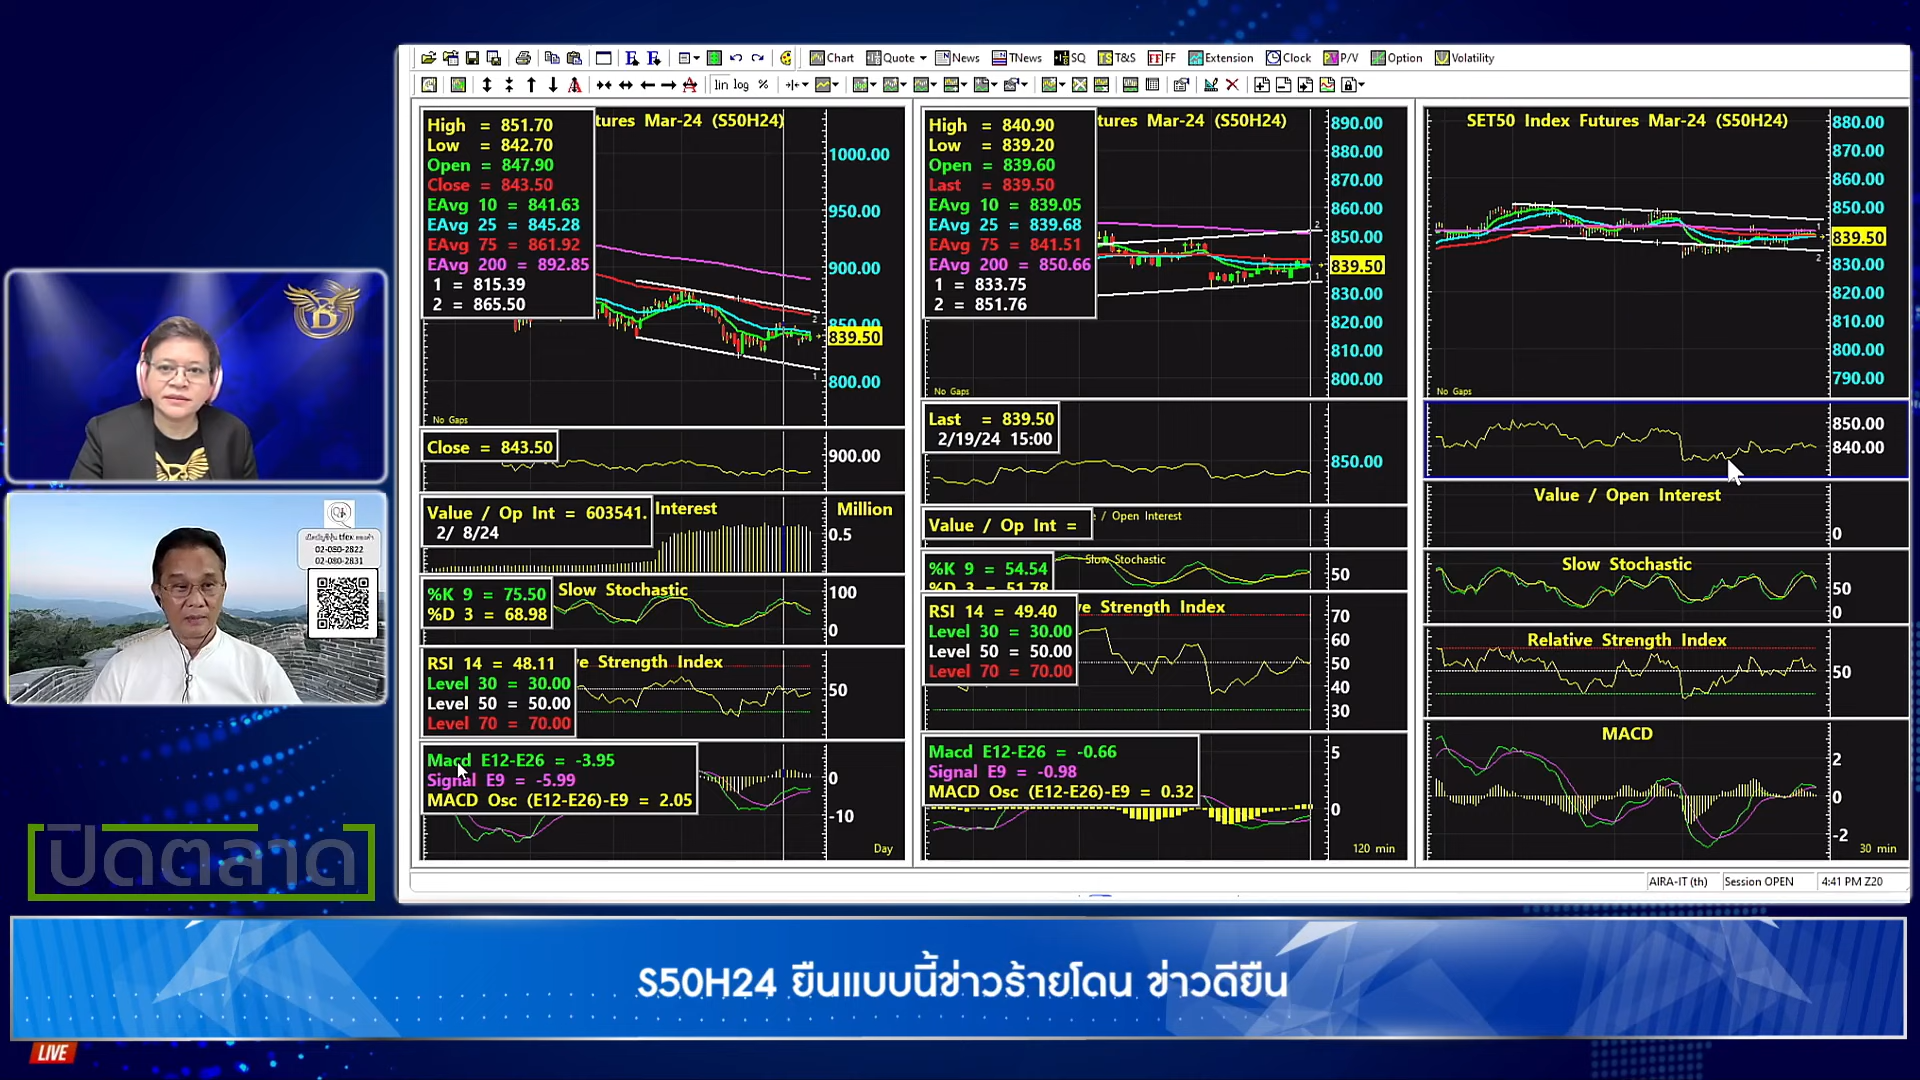 Chart Quote News TNews SQ T&S FF Extension Clock P/V Option Volatility
lin log %
High = 851.70
Low = 842.70
Open = 847.90
Close = 843.50
EAvg 10 = 841.63
EAvg 25 = 845.28
EAvg 75 = 861.92
EAvg 200 = 892.85
1 = 815.39
2 = 865.50
tures Mar-24 (S50H24)
1000.00
950.00
900.00
850.00
839.50
800.00
2
1
No Gaps
Close = 843.50
900.00
Value / Op Int = 603541.
2/ 8/24
Interest
Million
0.5
%K 9 = 75.50
%D 3 = 68.98
Slow Stochastic
100
0
RSI 14 = 48.11
Level 30 = 30.00
Level 50 = 50.00
Level 70 = 70.00
ve Strength Index
50
Macd E12-E26 = -3.95
Signal E9 = -5.99
MACD Osc (E12-E26)-E9 = 2.05
0
-10
Day
High = 840.90
Low = 839.20
Open = 839.60
Last = 839.50
EAvg 10 = 839.05
EAvg 25 = 839.68
EAvg 75 = 841.51
EAvg 200 = 850.66
1 = 833.75
2 = 851.76
tures Mar-24 (S50H24)
890.00
880.00
870.00
860.00
850.00
839.50
830.00
820.00
810.00
800.00
2
1
No Gaps
Last = 839.50
2/19/24 15:00
850.00
Value / Op Int =
/ Open Interest
%K 9 = 54.54
%D 3 = 51.78
Slow Stochastic
50
RSI 14 = 49.40
Level 30 = 30.00
Level 50 = 50.00
Level 70 = 70.00
ve Strength Index
70
60
50
40
30
Macd E12-E26 = -0.66
Signal E9 = -0.98
MACD Osc (E12-E26)-E9 = 0.32
5
0
120 min
SET50 Index Futures Mar-24 (S50H24)
880.00
870.00
860.00
850.00
839.50
830.00
820.00
810.00
800.00
790.00
1
2
No Gaps
850.00
840.00
Value / Open Interest
0
Slow Stochastic
50
0
Relative Strength Index
50
MACD
2
0
-2
30 min
AIRA-IT (th) Session OPEN 4:41 PM Z20
02-080-2822
02-080-2831
ปิดตลาด
S50H24 ยืนแบบนี้ข่าวร้ายโดน ข่าวดียืน
LIVE